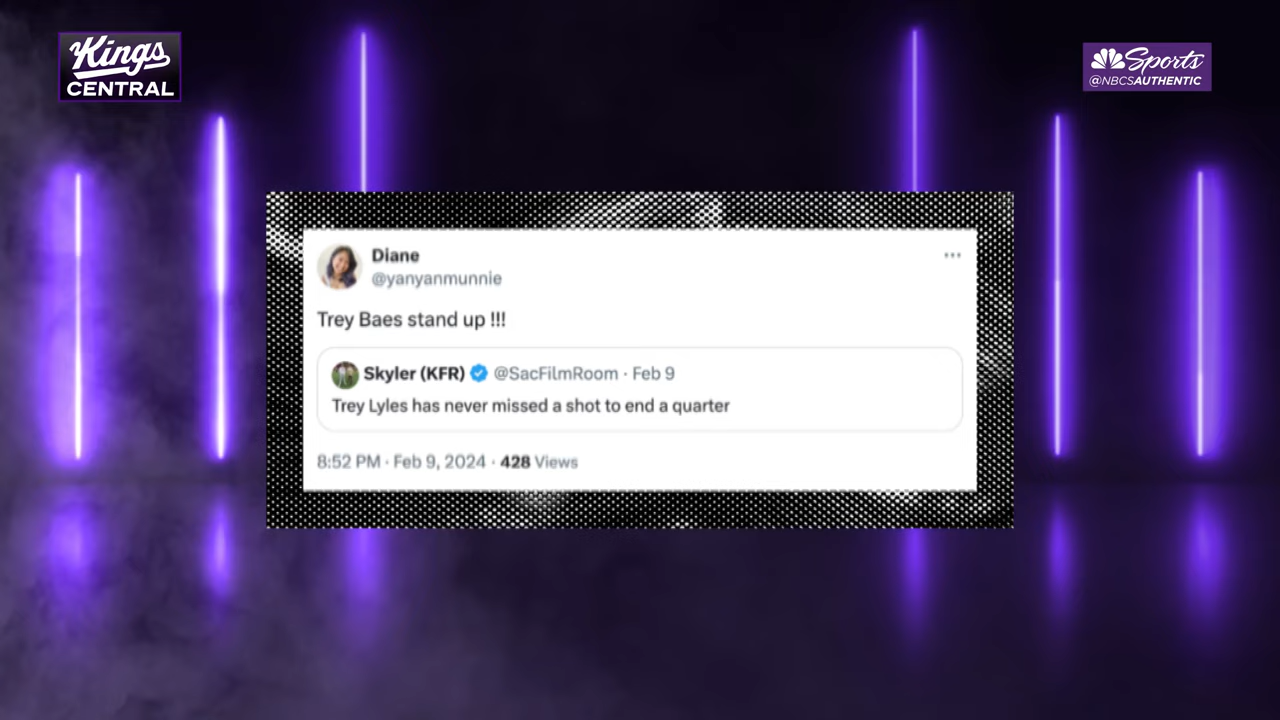 Kings
CENTRAL
Sports
@NBCSAUTHENTIC
Diane
@yanyanmunnie
Trey Baes stand up !!!
Skyler (KFR) @SacFilmRoom · Feb 9
Trey Lyles has never missed a shot to end a quarter
8:52 PM · Feb 9, 2024 · 428 Views